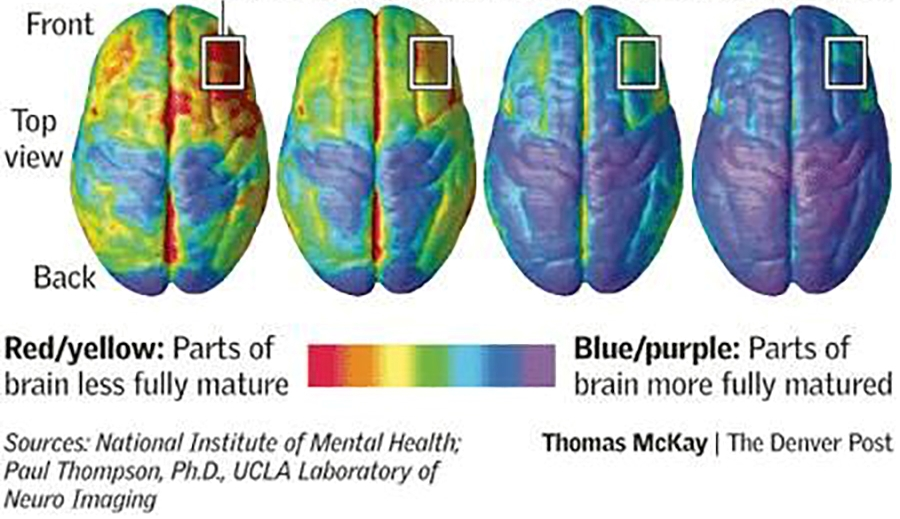 Front
Top
view
Back
Red/yellow: Parts of
brain less fully mature
Blue/purple: Parts of
brain more fully matured
Sources: National Institute of Mental Health;
Paul Thompson, Ph.D., UCLA Laboratory of
Neuro Imaging
Thomas McKay | The Denver Post